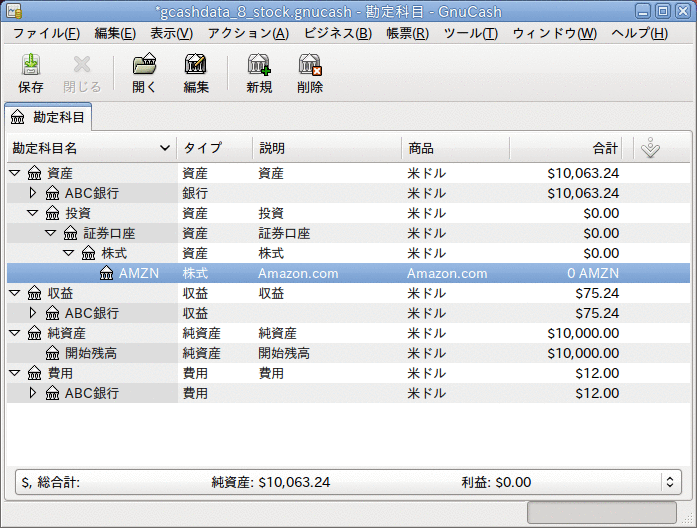 *gcashdata_8_stock.gnucash - 勘定科目 - GnuCash
ファイル(F) 編集(E) 表示(V) アクション(A) ビジネス(B) 帳票(R) ツール(T) ウィンドウ(W) ヘルプ(H)
保存 閉じる 開く 編集 新規 削除
勘定科目
勘定科目名 タイプ 説明 商品 合計
資産 資産 資産 米ドル $10,063.24
ABC銀行 銀行 米ドル $10,063.24
投資 資産 投資 米ドル $0.00
証券口座 資産 証券口座 米ドル $0.00
株式 資産 株式 米ドル $0.00
AMZN 株式 Amazon.com Amazon.com 0 AMZN
収益 収益 収益 米ドル $75.24
ABC銀行 収益 米ドル $75.24
純資産 純資産 純資産 米ドル $10,000.00
開始残高 純資産 開始残高 米ドル $10,000.00
費用 費用 費用 米ドル $12.00
ABC銀行 費用 米ドル $12.00
$, 総合計: 純資産: $10,063.24 利益: $0.00